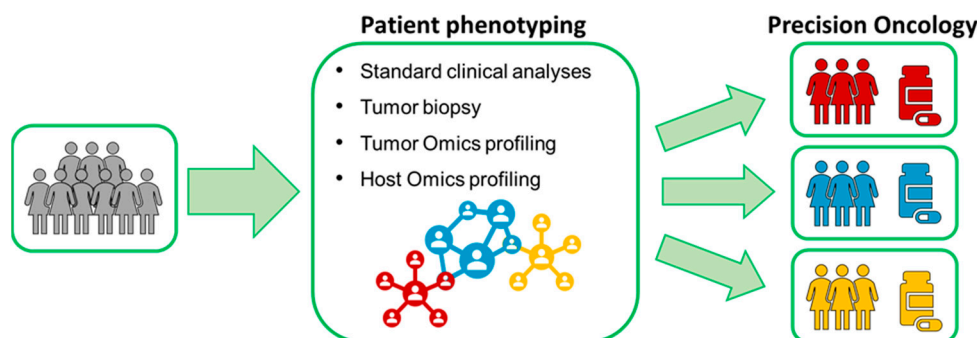 Patient phenotyping
• Standard clinical analyses
• Tumor biopsy
• Tumor Omics profiling
• Host Omics profiling
Precision Oncology